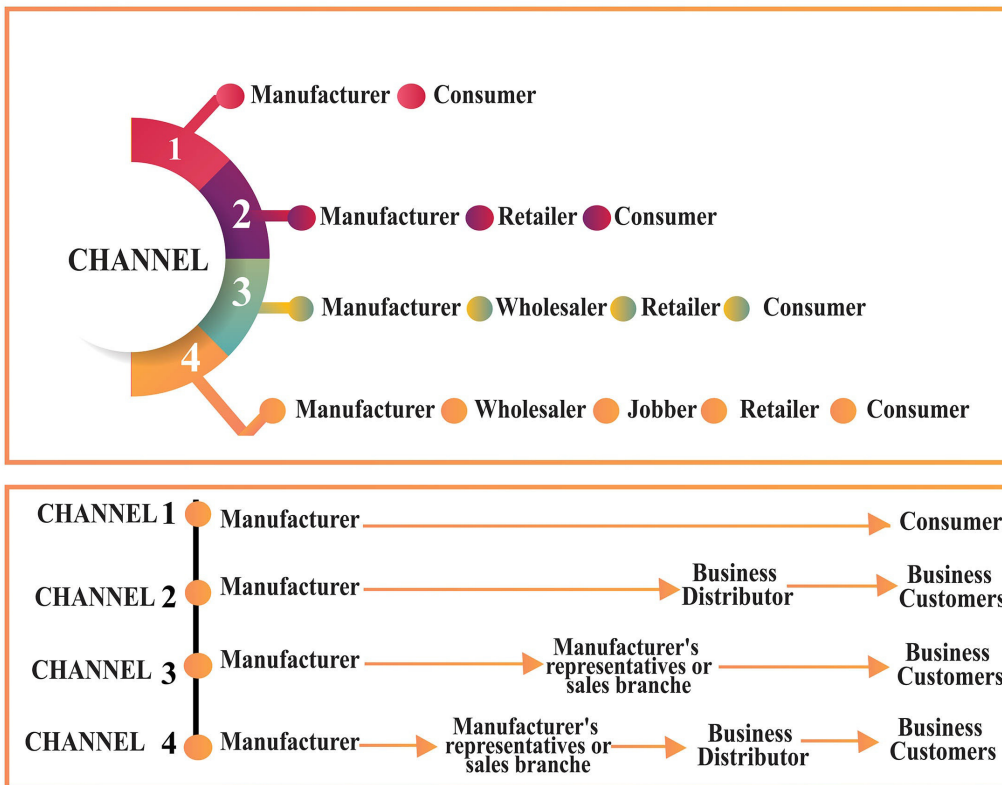 1 Manufacturer Consumer
2 Manufacturer Retailer Consumer
CHANNEL
3 Manufacturer Wholesaler Retailer Consumer
4 Manufacturer Wholesaler Jobber Retailer Consumer
CHANNEL 1 Manufacturer Consumer
CHANNEL 2 Manufacturer Business Distributor Business Customers
CHANNEL 3 Manufacturer Manufacturer's representatives or sales branche Business Customers
CHANNEL 4 Manufacturer Manufacturer's representatives or sales branche Business Distributor Business Customers